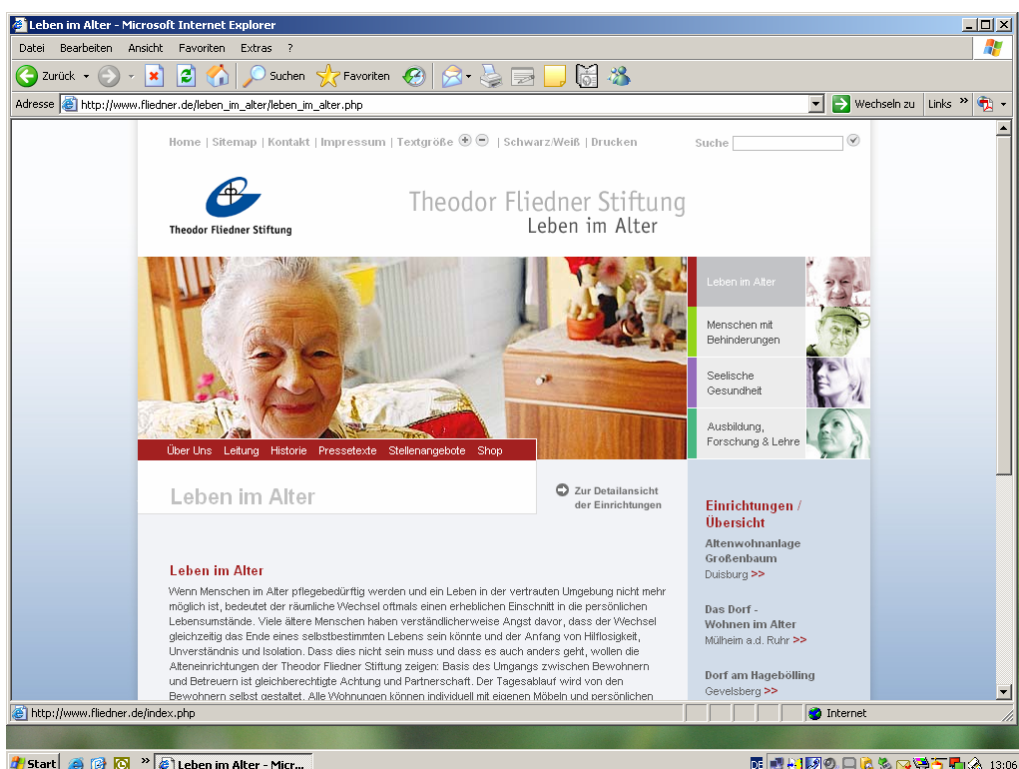 Leben im Alter - Microsoft Internet Explorer
Datei Bearbeiten Ansicht Favoriten Extras ?
Zurück Suchen Favoriten
Adresse http://www.fliedner.de/leben_im_alter/leben_im_alter.php Wechseln zu Links »
Home | Sitemap | Kontakt | Impressum | Textgröße | Schwarz/Weiß | Drucken Suche
Theodor Fliedner Stiftung
Leben im Alter
Theodor Fliedner Stiftung
Leben im Alter
Menschen mit
Behinderungen
Seelische
Gesundheit
Ausbildung,
Forschung & Lehre
Über Uns Leitung Historie Pressetexte Stellenangebote Shop
Leben im Alter
Zur Detailansicht
der Einrichtungen
Leben im Alter
Wenn Menschen im Alter pflegebedürftig werden und ein Leben in der vertrauten Umgebung nicht mehr
möglich ist, bedeutet der räumliche Wechsel oftmals einen erheblichen Einschnitt in die persönlichen
Lebensumstände. Viele ältere Menschen haben verständlicherweise Angst davor, dass der Wechsel
gleichzeitig das Ende eines selbstbestimmten Lebens sein könnte und der Anfang von Hilflosigkeit,
Unverständnis und Isolation. Dass dies nicht sein muss und dass es auch anders geht, wollen die
Alteneinrichtungen der Theodor Fliedner Stiftung zeigen: Basis des Umgangs zwischen Bewohnern
und Betreuern ist gleichberechtigte Achtung und Partnerschaft. Der Tagesablauf wird von den
Bewohnern selbst gestaltet. Alle Wohnungen können individuell mit eigenen Möbeln und persönlichen
Einrichtungen /
Übersicht
Altenwohnanlage
Großenbaum
Duisburg >>
Das Dorf -
Wohnen im Alter
Mülheim a.d. Ruhr >>
Dorf am Hagebölling
Gevelsberg >>
http://www.fliedner.de/index.php Internet
Start » Leben im Alter - Micr... DE 13:06